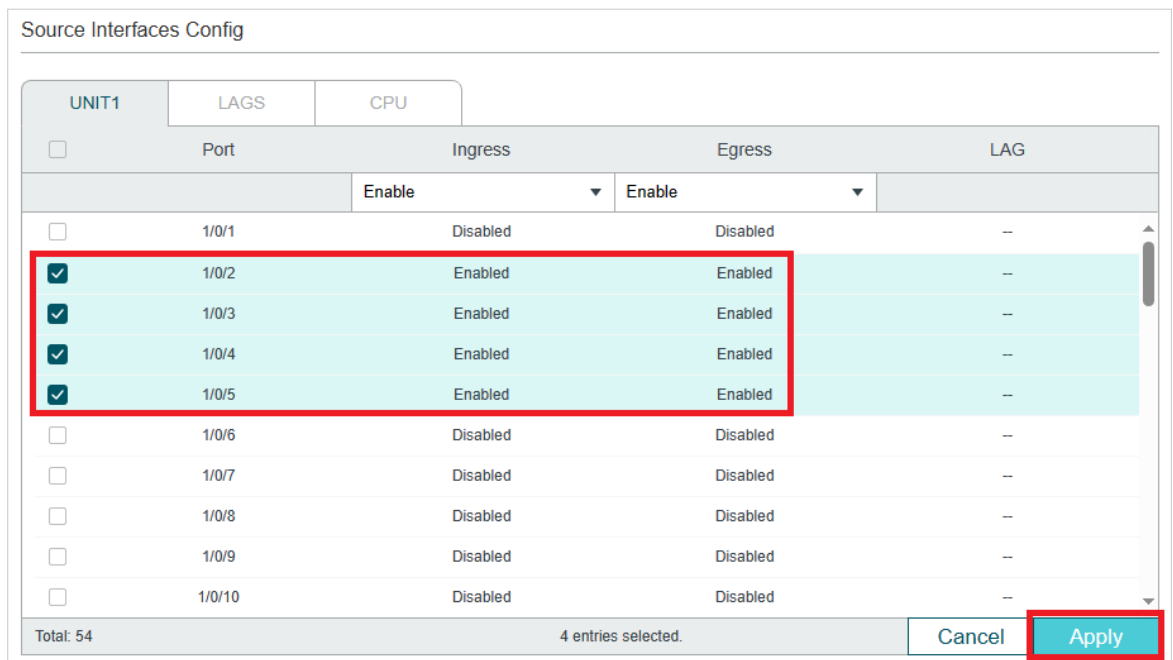 Source Interfaces Config
UNIT1 LAGS CPU
Port Ingress Egress LAG
Enable Enable
1/0/1 Disabled Disabled --
1/0/2 Enabled Enabled --
1/0/3 Enabled Enabled --
1/0/4 Enabled Enabled --
1/0/5 Enabled Enabled --
1/0/6 Disabled Disabled --
1/0/7 Disabled Disabled --
1/0/8 Disabled Disabled --
1/0/9 Disabled Disabled --
1/0/10 Disabled Disabled --
Total: 54 4 entries selected. Cancel Apply